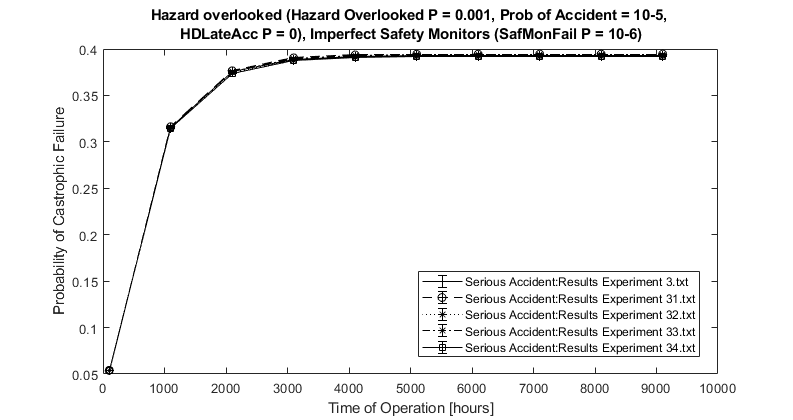 Hazard overlooked (Hazard Overlooked P = 0.001, Prob of Accident = 10-5,
HDLateAcc P = 0), Imperfect Safety Monitors (SafMonFail P = 10-6)
Probability of Castrophic Failure
0.4
0.35
0.3
0.25
0.2
0.15
0.1
0.05
Serious Accident:Results Experiment 3.txt
Serious Accident:Results Experiment 31.txt
Serious Accident:Results Experiment 32.txt
Serious Accident:Results Experiment 33.txt
Serious Accident:Results Experiment 34.txt
0 1000 2000 3000 4000 5000 6000 7000 8000 9000 10000
Time of Operation [hours]